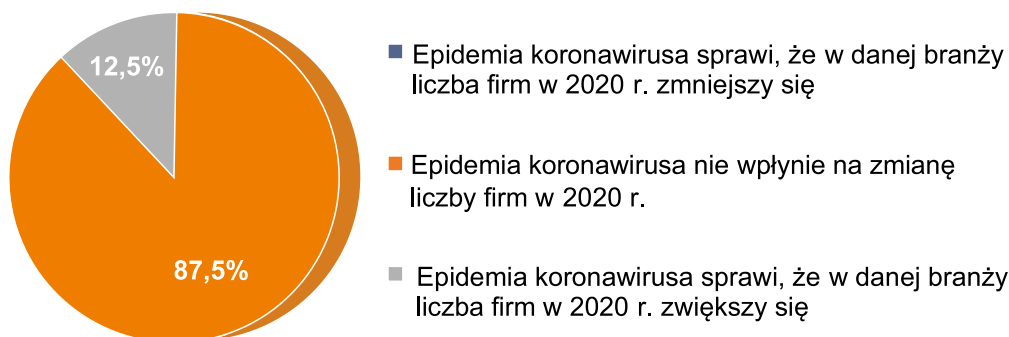 12,5%
87,5%
Epidemia koronawirusa sprawi, że w danej branży
liczba firm w 2020 r. zmniejszy się
Epidemia koronawirusa nie wpłynie na zmianę
liczby firm w 2020 r.
Epidemia koronawirusa sprawi, że w danej branży
liczba firm w 2020 r. zwiększy się